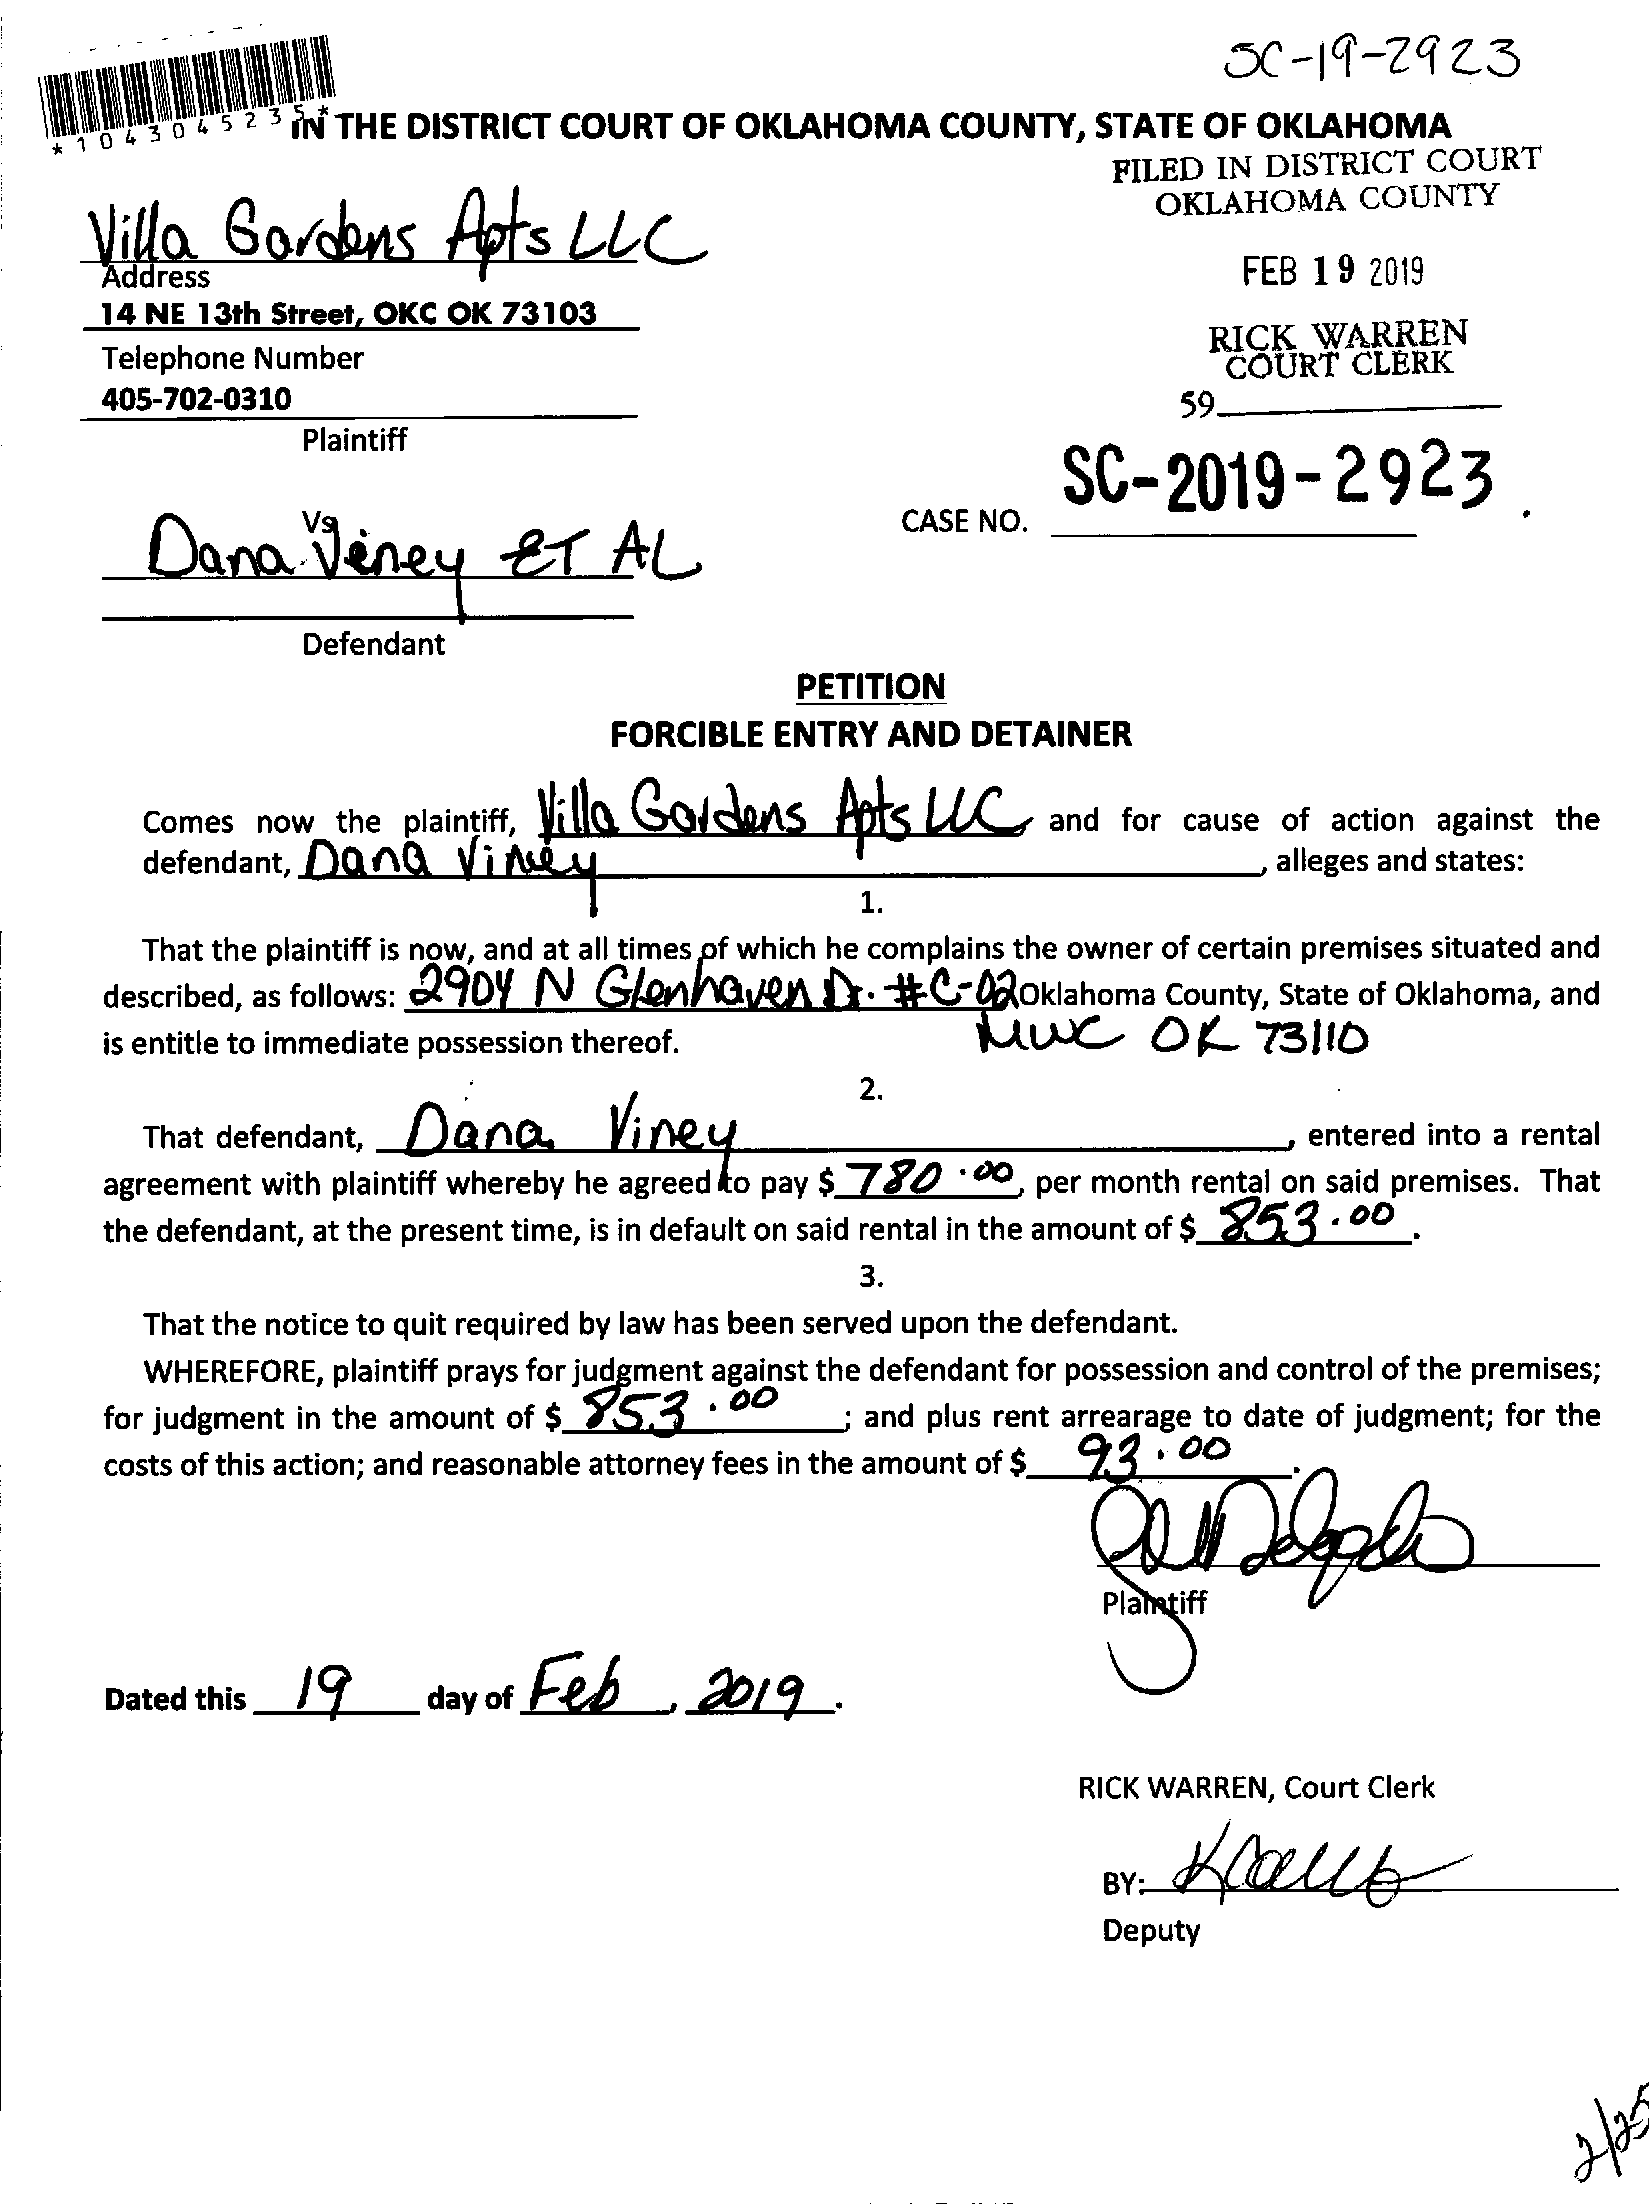 SC-19-2923
*1043045235*
IN THE DISTRICT COURT OF OKLAHOMA COUNTY, STATE OF OKLAHOMA
FILED IN DISTRICT COURT
OKLAHOMA COUNTY
Villa Gardens Apts LLC
Address
FEB 19 2019
14 NE 13th Street, OKC OK 73103
RICK WARREN
COURT CLERK
Telephone Number
405-702-0310
59
Plaintiff
SC-2019-2923
CASE NO. .
Vs
Dana Viney ET AL
Defendant
PETITION
FORCIBLE ENTRY AND DETAINER
Comes now the plaintiff, Villa Gardens Apts LLC and for cause of action against the
defendant, Dana Viney, alleges and states:
1.
That the plaintiff is now, and at all times of which he complains the owner of certain premises situated and
described, as follows: 2904 N Glenhaven Dr. #C-02 Oklahoma County, State of Oklahoma, and
is entitle to immediate possession thereof. MWC OK 73110
2.
That defendant, Dana Viney, entered into a rental
agreement with plaintiff whereby he agreed to pay $ 780.00, per month rental on said premises. That
the defendant, at the present time, is in default on said rental in the amount of $ 853.00.
3.
That the notice to quit required by law has been served upon the defendant.
WHEREFORE, plaintiff prays for judgment against the defendant for possession and control of the premises;
for judgment in the amount of $ 853.00; and plus rent arrearage to date of judgment; for the
costs of this action; and reasonable attorney fees in the amount of $ 93.00.
Plaintiff
Dated this 19 day of Feb, 2019.
RICK WARREN, Court Clerk
BY:
Deputy
2/25